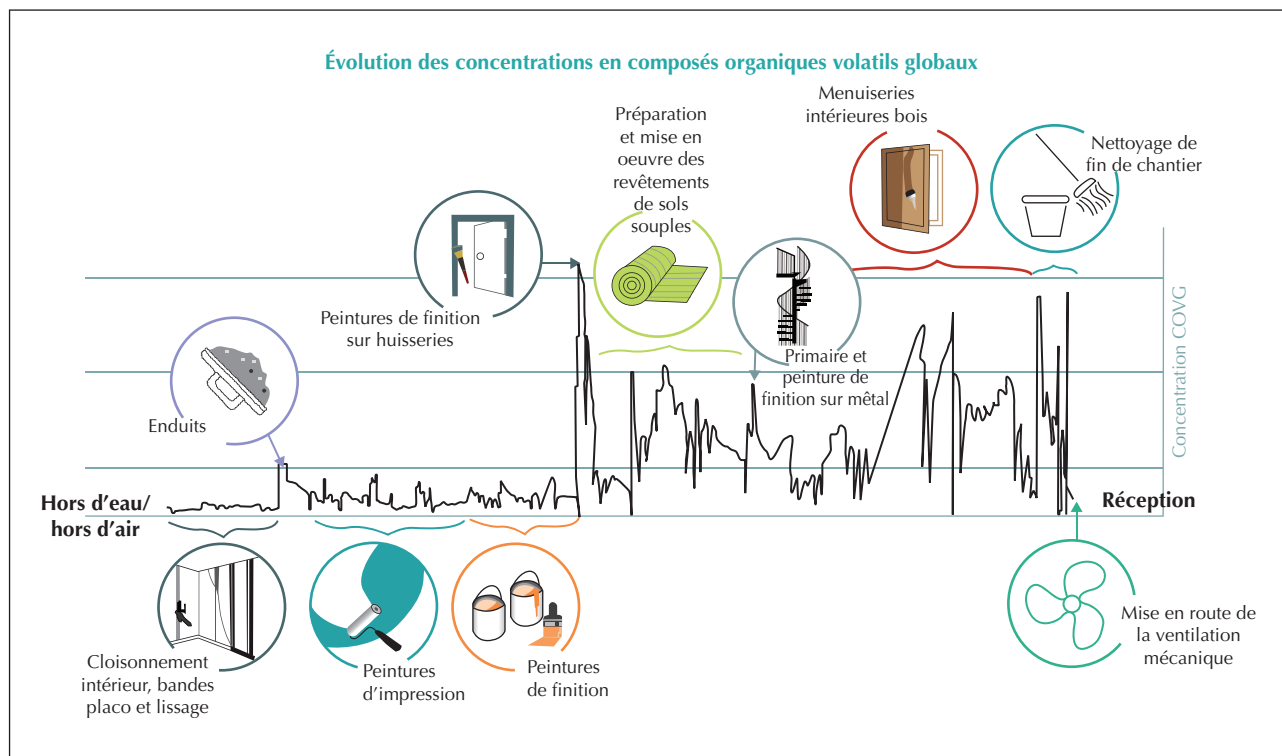 Évolution des concentrations en composés organiques volatils globaux
Préparation
et mise en
oeuvre des
revêtements
de sols
souples
Menuiseries
intérieures bois
Nettoyage de
fin de chantier
Peintures de finition
sur huisseries
Primaire et
peinture de
finition sur mêtal
Enduits
Concentration COVG
Hors d'eau/
hors d'air
Réception
Cloisonnement
intérieur, bandes
placo et lissage
Peintures
d'impression
Peintures
de finition
Mise en route de
la ventilation
mécanique